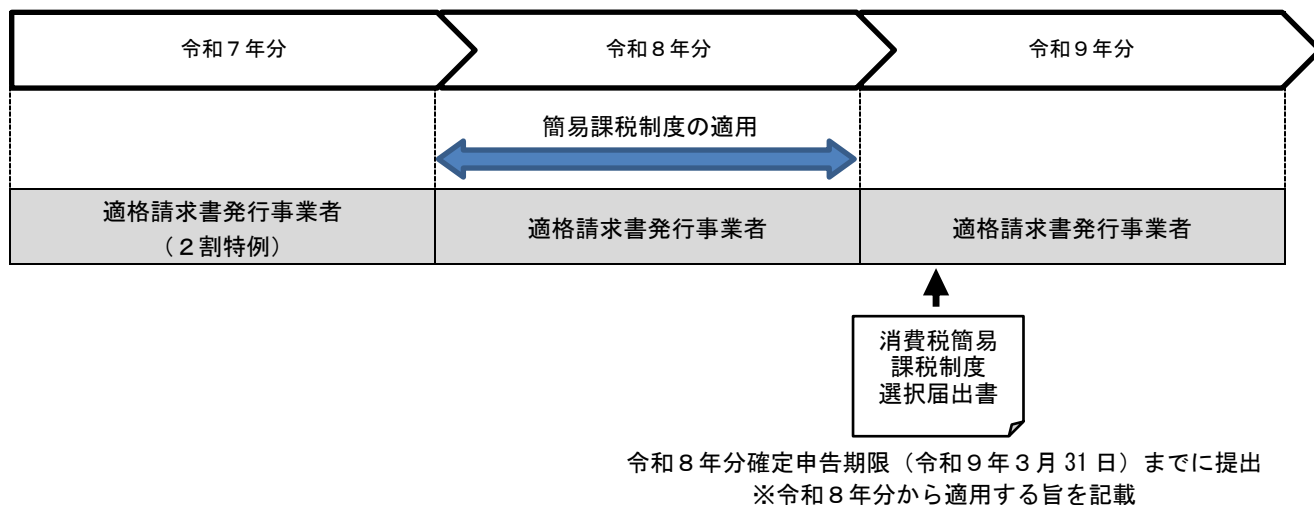 令和７年分
令和８年分
令和９年分
簡易課税制度の適用
適格請求書発行事業者
（２割特例）
適格請求書発行事業者
適格請求書発行事業者
消費税簡易
課税制度
選択届出書
令和８年分確定申告期限（令和９年３月 31 日）までに提出
※令和８年分から適用する旨を記載